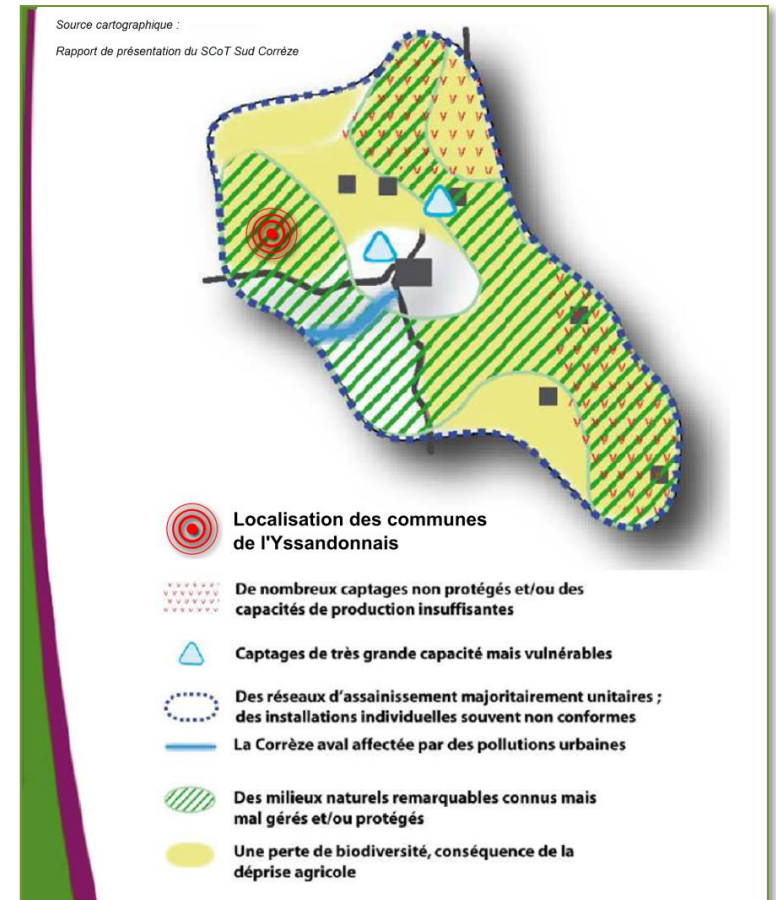 Source cartographique :
Rapport de présentation du SCoT Sud Corrèze
Localisation des communes
de l'Yssandonnais
De nombreux captages non protégés et/ou des
capacités de production insuffisantes
Captages de très grande capacité mais vulnérables
Des réseaux d'assainissement majoritairement unitaires ;
des installations individuelles souvent non conformes
La Corrèze aval affectée par des pollutions urbaines
Des milieux naturels remarquables connus mais
mal gérés et/ou protégés
Une perte de biodiversité, conséquence de la
déprise agricole